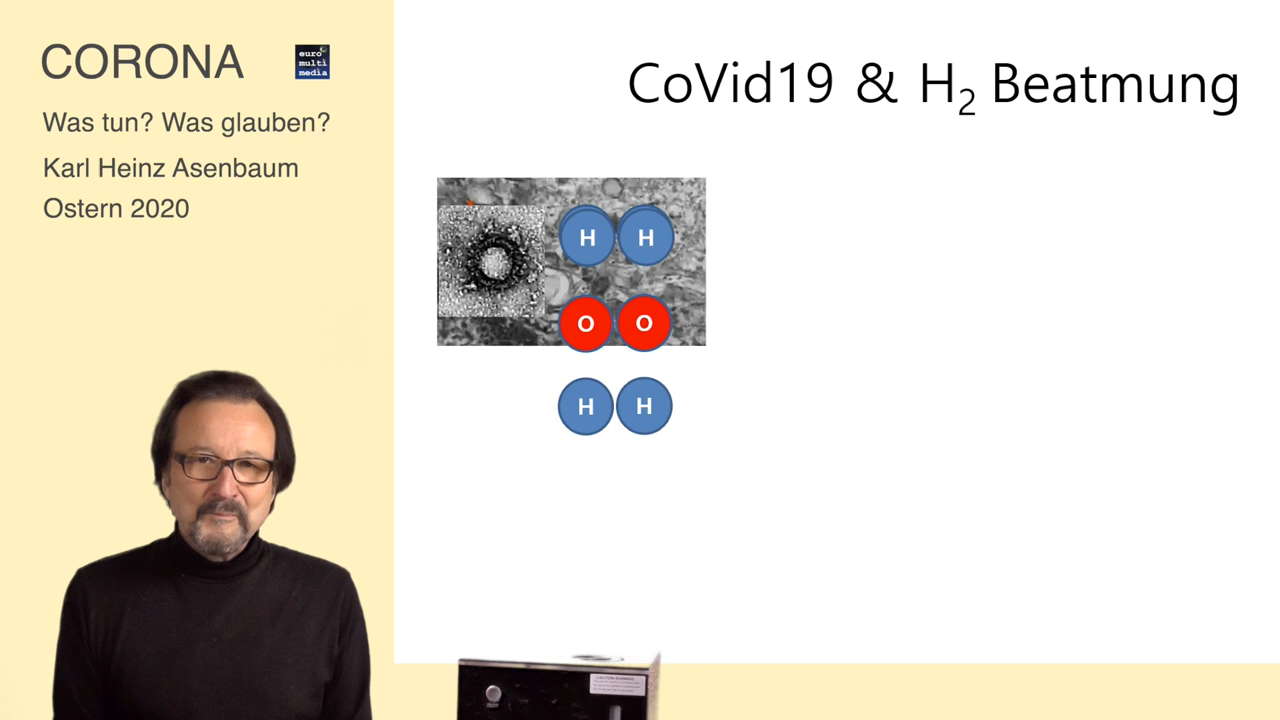 CORONA
euro
multi
media
Was tun? Was glauben?
Karl Heinz Asenbaum
Ostern 2020
CoVid19 & H₂ Beatmung
H H
O O
H H